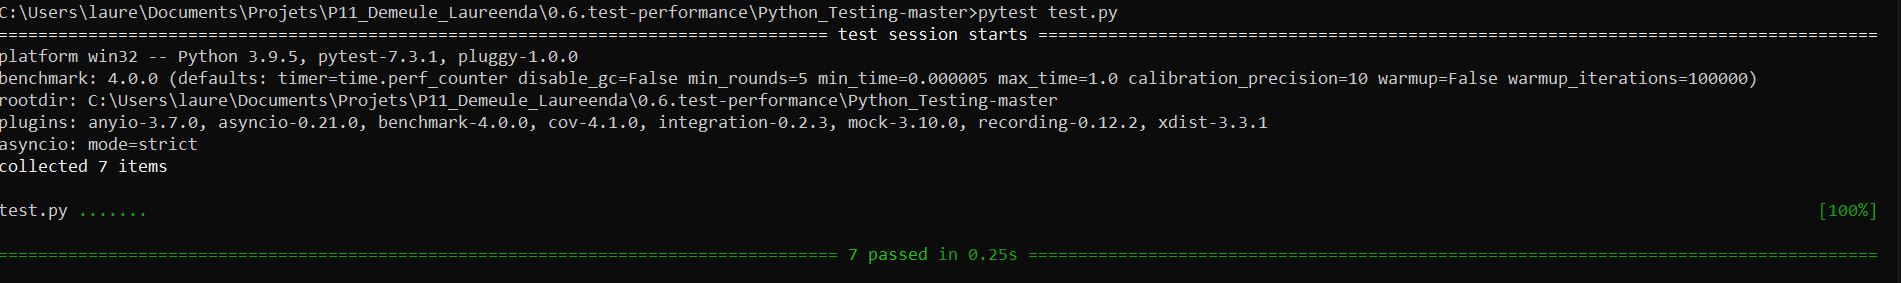 C:\Users\laure\Documents\Projets\P11_Demeule_Laureenda\0.6.test-performance\Python_Testing-master>pytest test.py
=================================================================================== test session starts ====================================================================================
platform win32 -- Python 3.9.5, pytest-7.3.1, pluggy-1.0.0
benchmark: 4.0.0 (defaults: timer=time.perf_counter disable_gc=False min_rounds=5 min_time=0.000005 max_time=1.0 calibration_precision=10 warmup=False warmup_iterations=100000)
rootdir: C:\Users\laure\Documents\Projets\P11_Demeule_Laureenda\0.6.test-performance\Python_Testing-master
plugins: anyio-3.7.0, asyncio-0.21.0, benchmark-4.0.0, cov-4.1.0, integration-0.2.3, mock-3.10.0, recording-0.12.2, xdist-3.3.1
asyncio: mode=strict
collected 7 items
test.py ....... [100%]
==================================================================================== 7 passed in 0.25s =====================================================================================